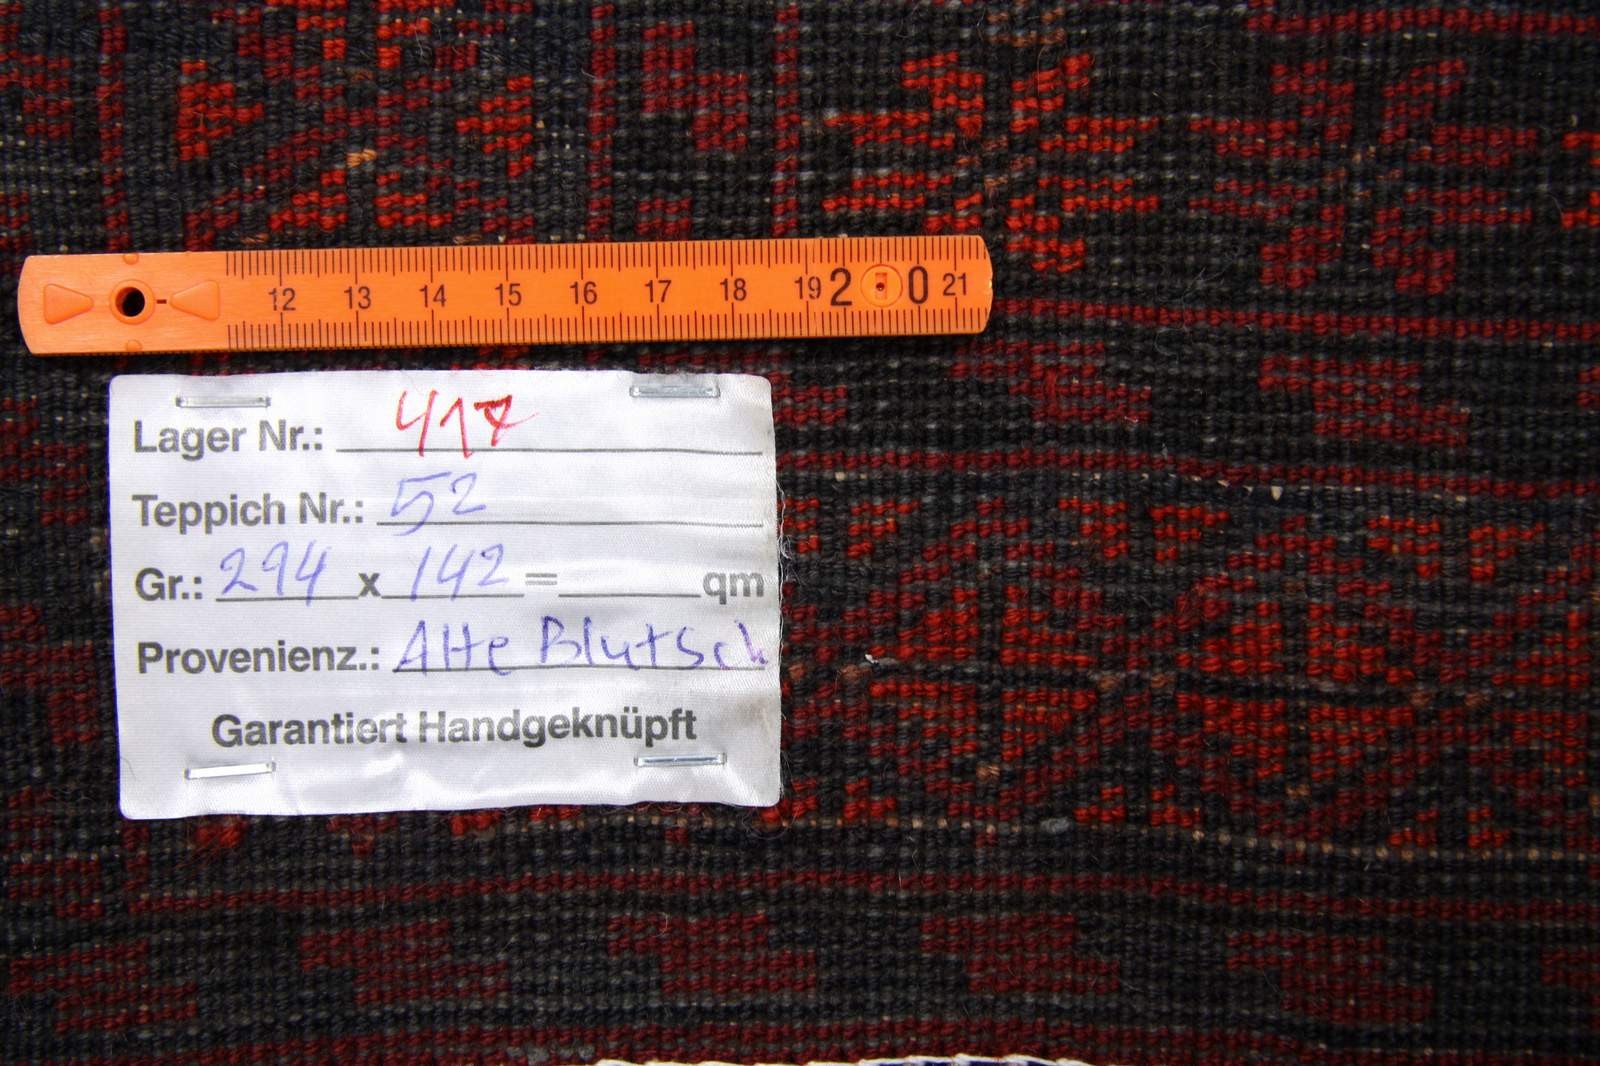 12 13 14 15 16 17 18 19 20 21
Lager Nr.: 417
Teppich Nr.: 52
Gr.: 294 x 142 = qm
Provenienz.: Alte Blutsch
Garantiert Handgeknüpft